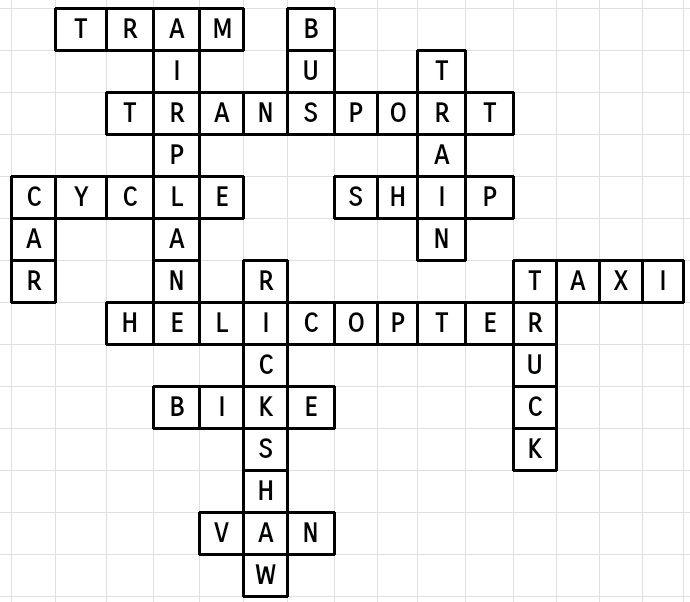 TRAM B
I U T
TRANSPORT
P A
CYCLE SHIP
A A N
R N R TAXI
HELICOPTER
C U
BIKE C
S K
H
VAN
W